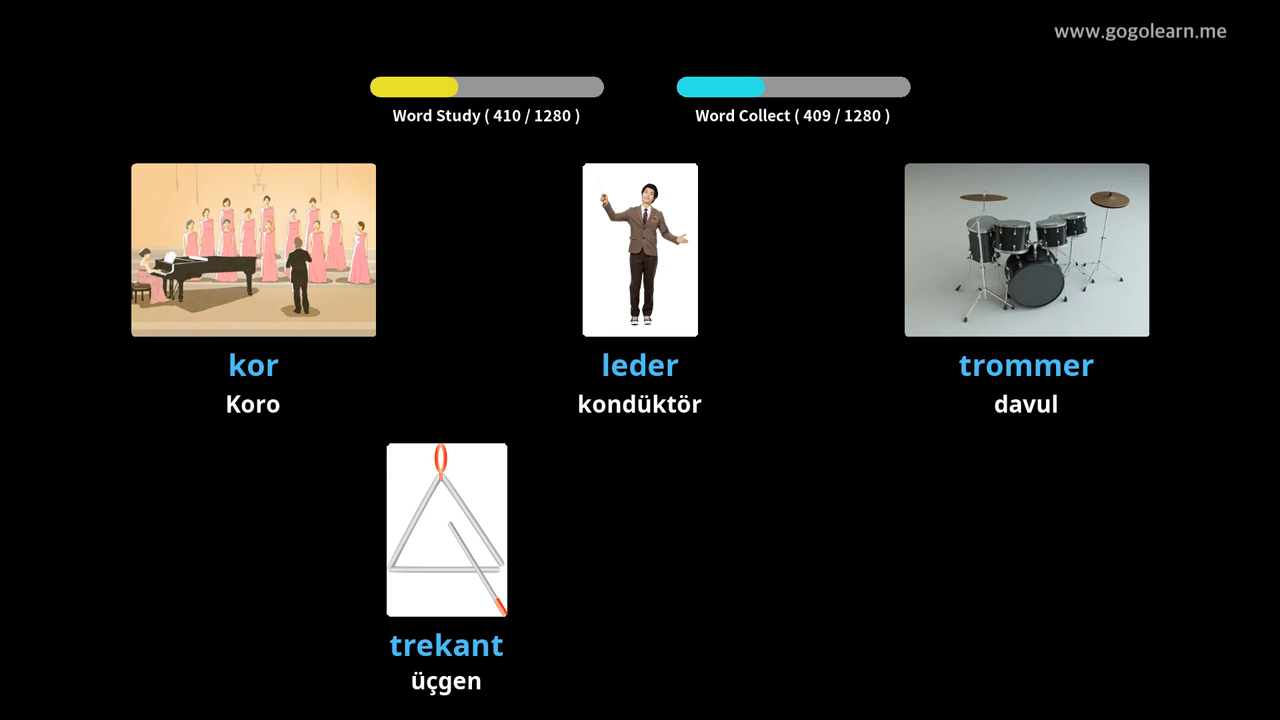 www.gogolearn.me
Word Study ( 410 / 1280 )
Word Collect ( 409 / 1280 )
kor
Koro
leder
kondüktör
trommer
davul
trekant
üçgen